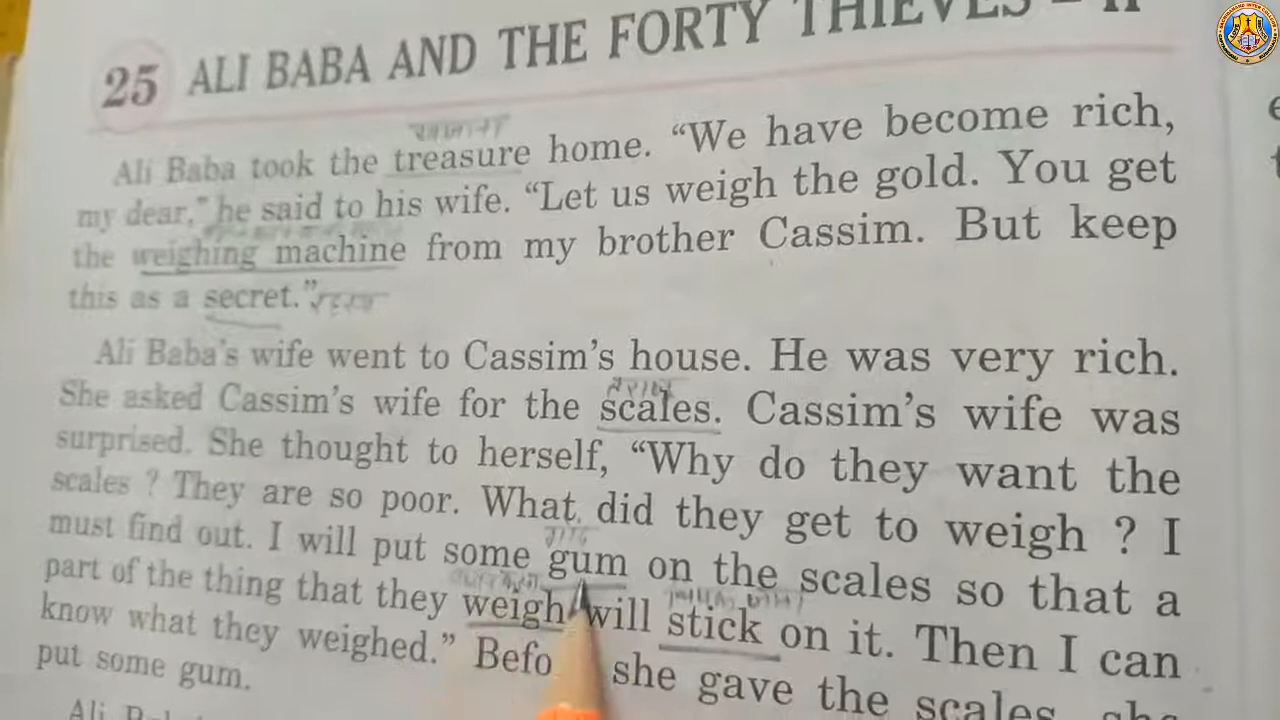 25 ALI BABA AND THE FORTY THIEVES – II
खजाना
Ali Baba took the treasure home. “We have become rich,
my dear,” he said to his wife. “Let us weigh the gold. You get
the weighing machine from my brother Cassim. But keep
this as a secret.”
Ali Baba’s wife went to Cassim’s house. He was very rich.
तराजू
She asked Cassim’s wife for the scales. Cassim’s wife was
surprised. She thought to herself, “Why do they want the
scales ? They are so poor. What did they get to weigh ? I
गोंद
must find out. I will put some gum on the scales so that a
part of the thing that they weigh will stick on it. Then I can
know what they weighed.” Befo she gave the scales, she
put some gum.
Ali